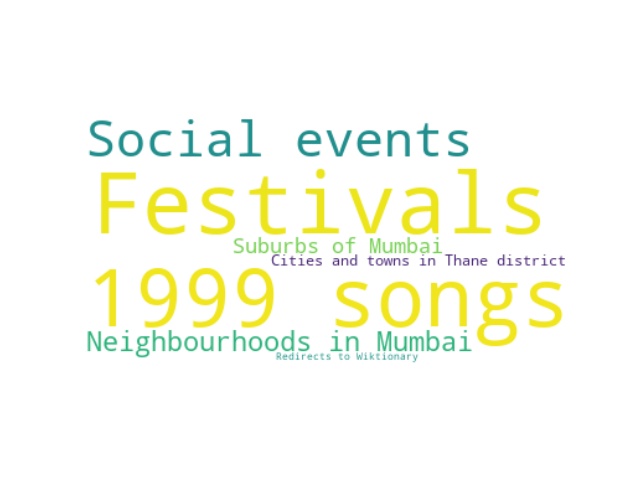 Social events
Festivals
Suburbs of Mumbai
Cities and towns in Thane district
1999 songs
Neighbourhoods in Mumbai
Redirects to Wiktionary